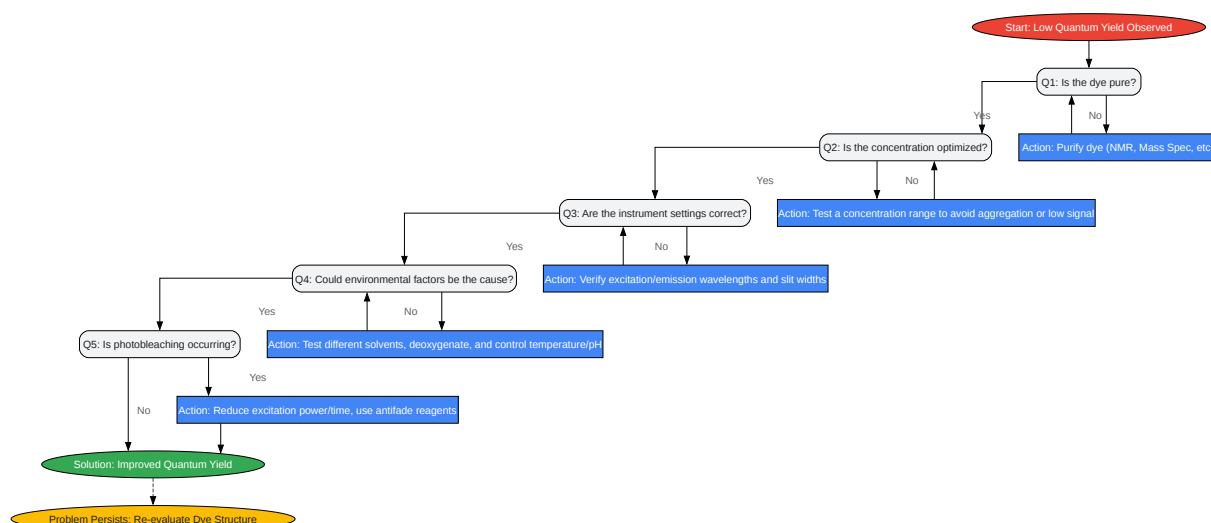 Start: Low Quantum Yield Observed
Q1: Is the dye pure?
Yes
No
Q2: Is the concentration optimized?
Action: Purify dye (NMR, Mass Spec, etc
Yes
No
Q3: Are the instrument settings correct?
Action: Test a concentration range to avoid aggregation or low signal
Yes
No
Q4: Could environmental factors be the cause?
Action: Verify excitation/emission wavelengths and slit widths
Yes
No
Q5: Is photobleaching occurring?
Action: Test different solvents, deoxygenate, and control temperature/pH
Yes
No
Action: Reduce excitation power/time, use antifade reagents
Solution: Improved Quantum Yield
Problem Persists: Re-evaluate Dye Structure